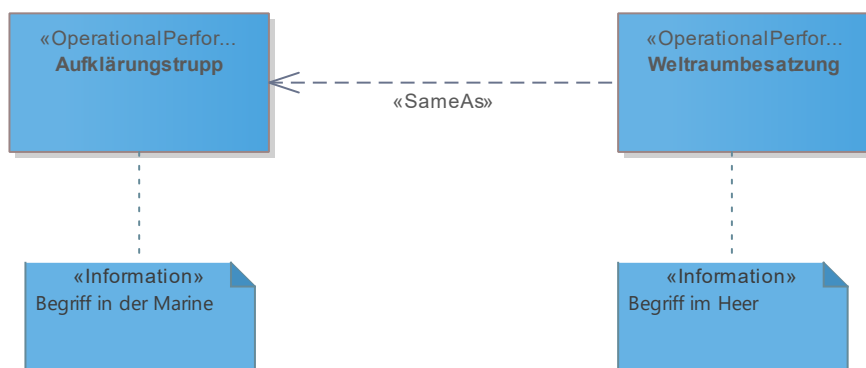 «OperationalPerfor...
Aufklärungstrupp
«OperationalPerfor...
Weltraumbesatzung
«SameAs»
«Information»
Begriff in der Marine
«Information»
Begriff im Heer